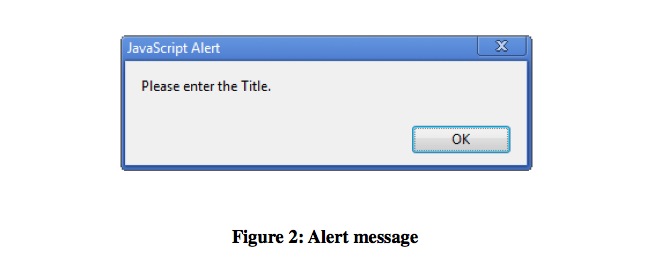 JavaScript Alert
Please enter the Title.
OK
Figure 2: Alert message